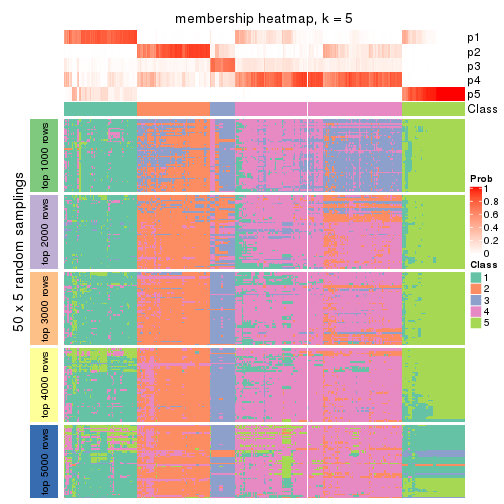 membership heatmap, k = 5
p1
p2
p3
p4
p5
Class
50 x 5 random samplings
top 1000 rows
top 2000 rows
top 3000 rows
top 4000 rows
top 5000 rows
Prob
1
0.8
0.6
0.4
0.2
0
Class
1
2
3
4
5